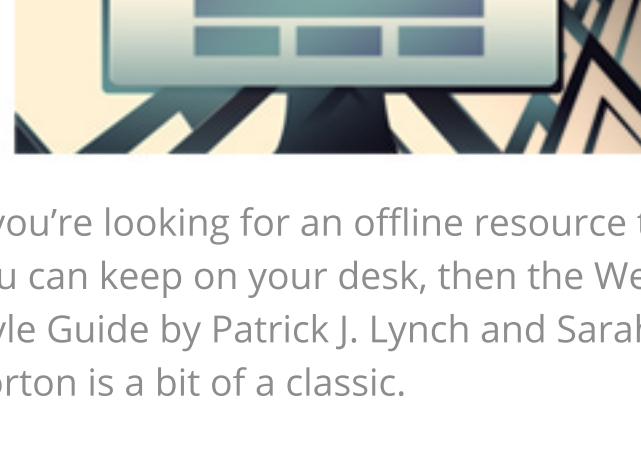 you’re looking for an offline resource
u can keep on your desk, then the We
yle Guide by Patrick J. Lynch and Sarah
orton is a bit of a classic.